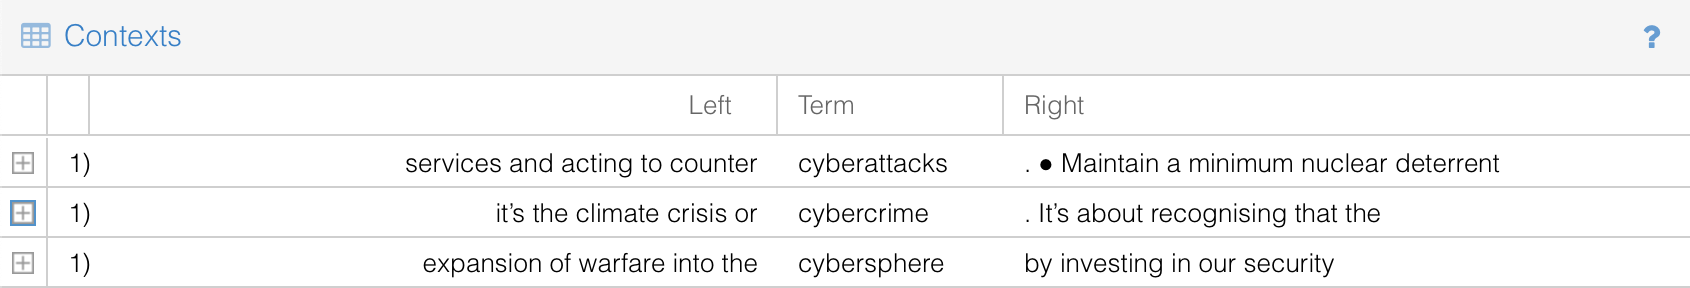 Contexts ?
Left Term Right
1) services and acting to counter cyberattacks . ● Maintain a minimum nuclear deterrent
1) it’s the climate crisis or cybercrime . It’s about recognising that the
1) expansion of warfare into the cybersphere by investing in our security